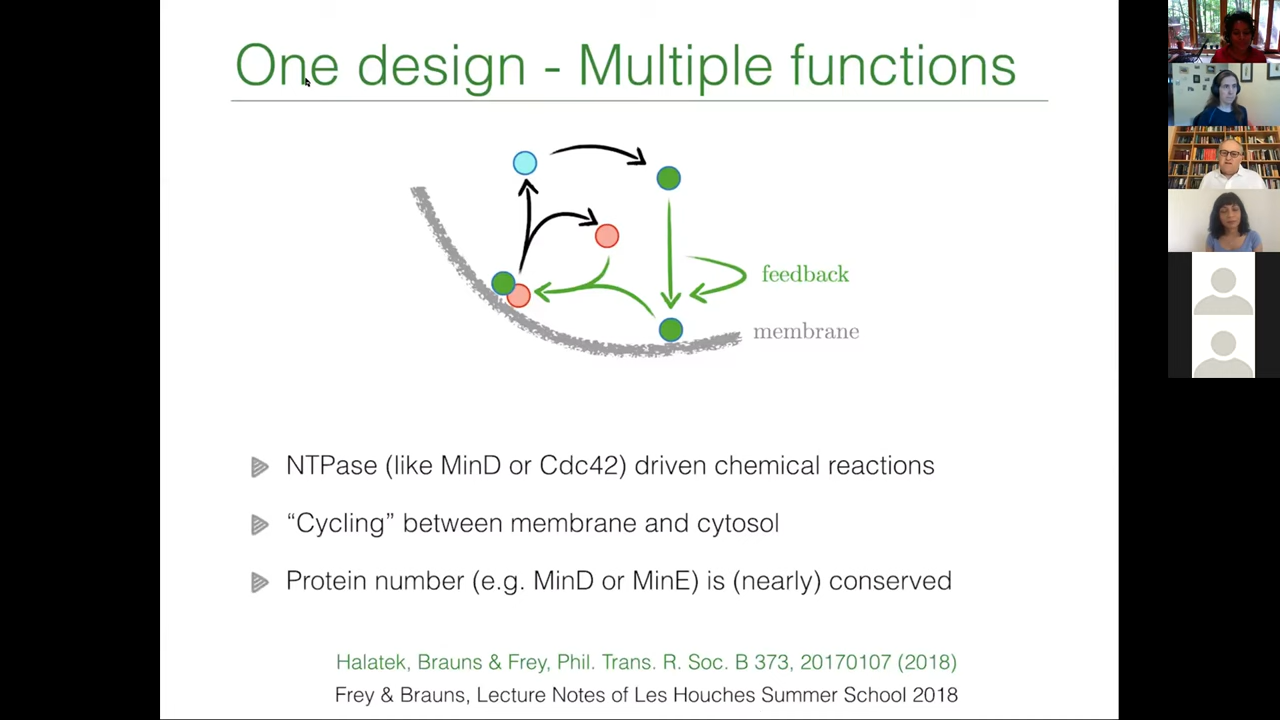 One design - Multiple functions
feedback
membrane
NTPase (like MinD or Cdc42) driven chemical reactions
“Cycling” between membrane and cytosol
Protein number (e.g. MinD or MinE) is (nearly) conserved
Halatek, Brauns & Frey, Phil. Trans. R. Soc. B 373, 20170107 (2018)
Frey & Brauns, Lecture Notes of Les Houches Summer School 2018